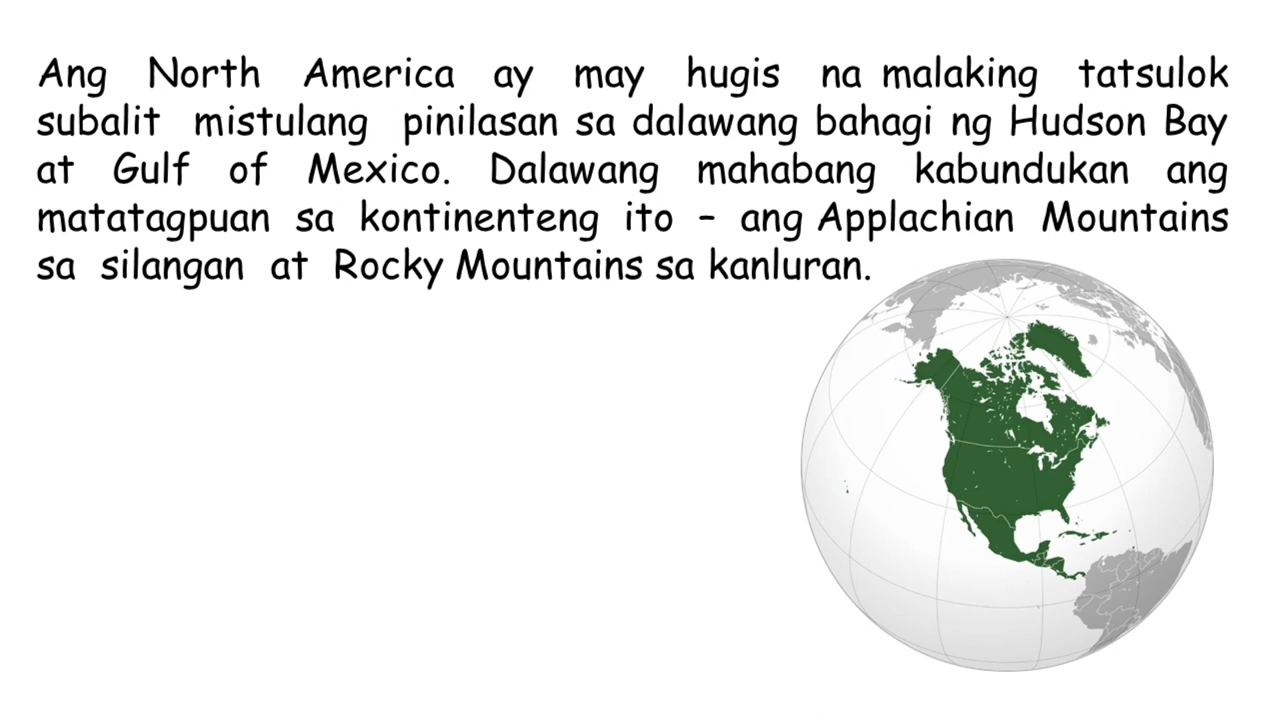 Ang North America ay may hugis na malaking tatsulok
subalit mistulang pinilasan sa dalawang bahagi ng Hudson Bay
at Gulf of Mexico. Dalawang mahabang kabundukan ang
matatagpuan sa kontinenteng ito – ang Applachian Mountains
sa silangan at Rocky Mountains sa kanluran.